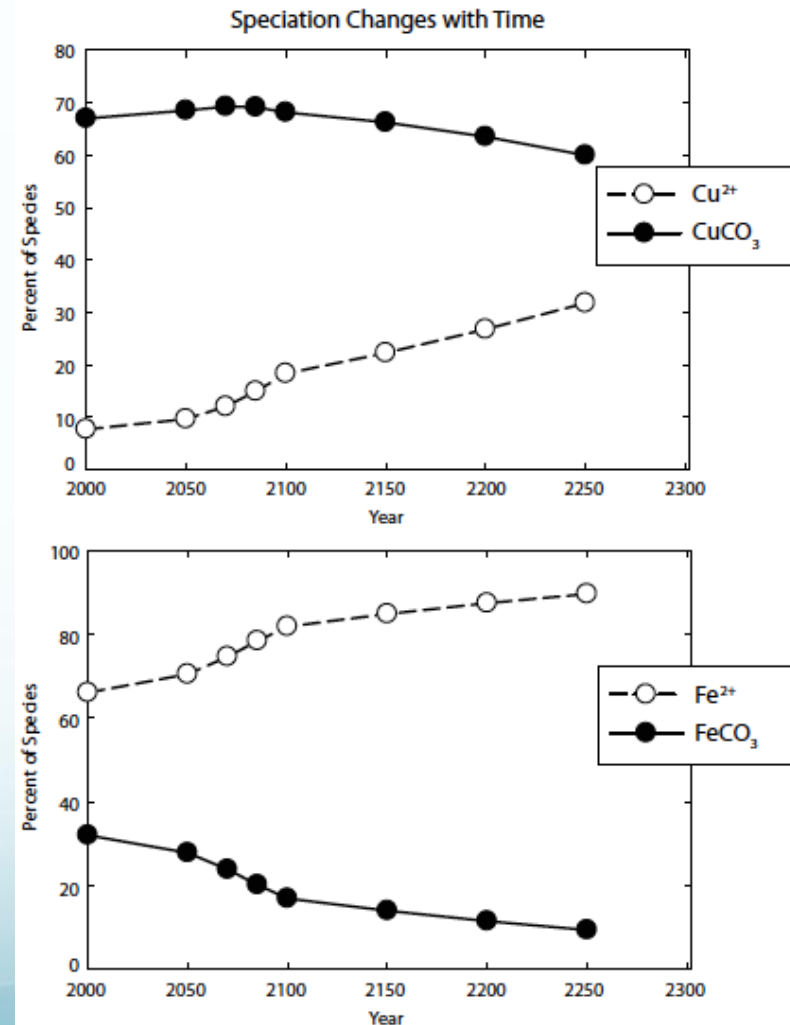 Speciation Changes with Time
80
70
60
50
40
30
20
10
0
Percent of Species
2000 2050 2100 2150 2200 2250 2300
Year
Cu²⁺
CuCO₃
100
80
60
40
20
0
Percent of Species
2000 2050 2100 2150 2200 2250 2300
Year
Fe²⁺
FeCO₃